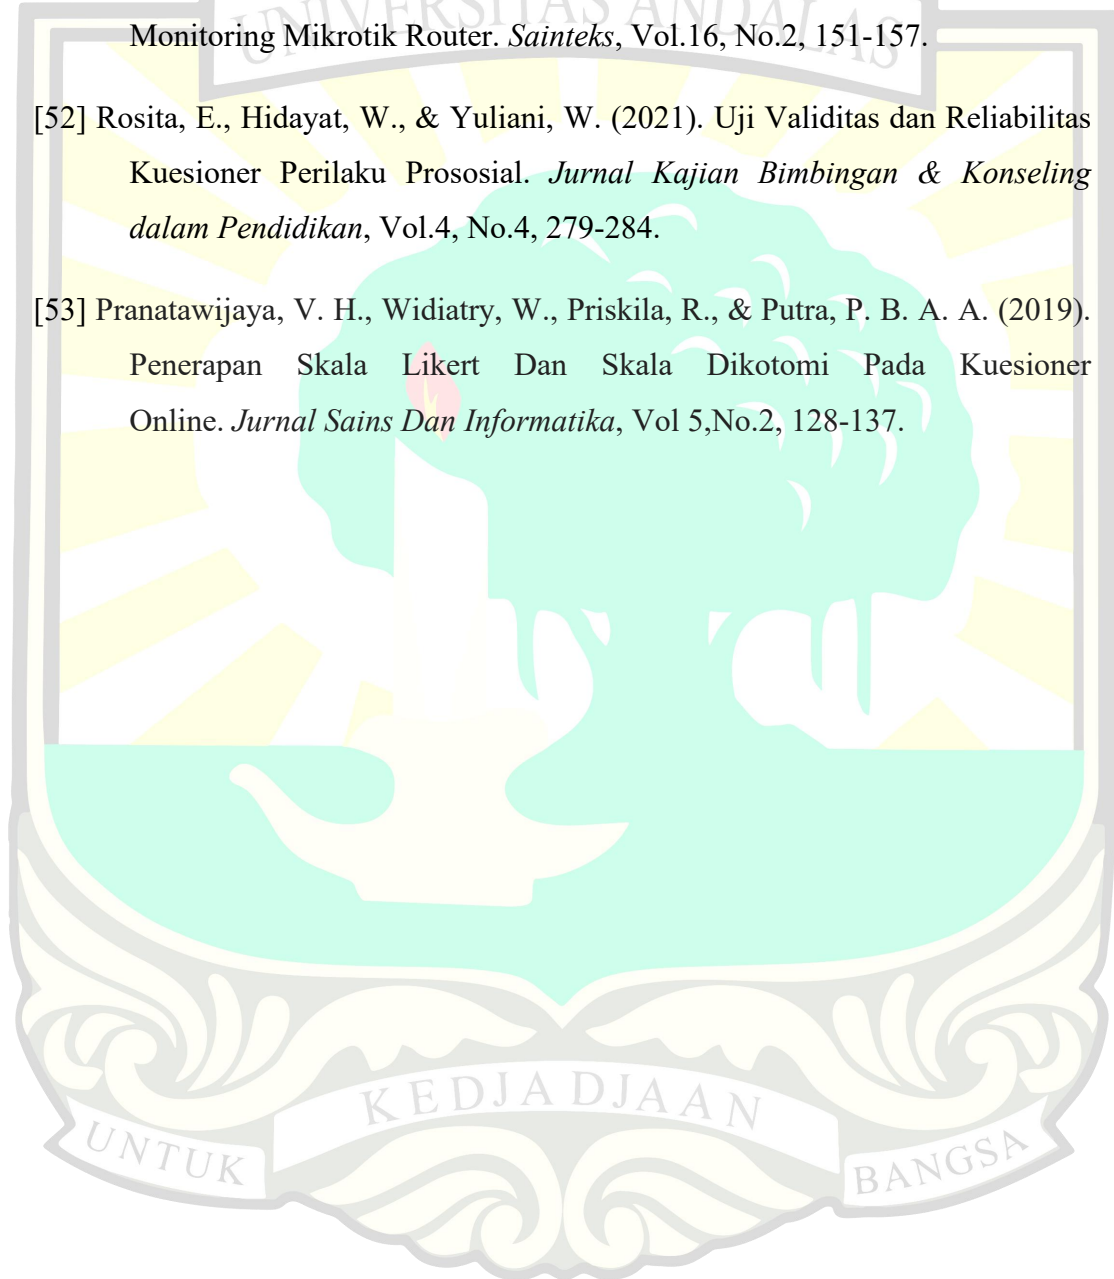 UNIVERSITAS ANDALAS
Monitoring Mikrotik Router. Sainteks, Vol.16, No.2, 151-157.
[52] Rosita, E., Hidayat, W., & Yuliani, W. (2021). Uji Validitas dan Reliabilitas
Kuesioner Perilaku Prososial. Jurnal Kajian Bimbingan & Konseling
dalam Pendidikan, Vol.4, No.4, 279-284.
[53] Pranatawijaya, V. H., Widiatry, W., Priskila, R., & Putra, P. B. A. A. (2019).
Penerapan Skala Likert Dan Skala Dikotomi Pada Kuesioner
Online. Jurnal Sains Dan Informatika, Vol 5,No.2, 128-137.
UNTUK KEDJADJAAN BANGSA